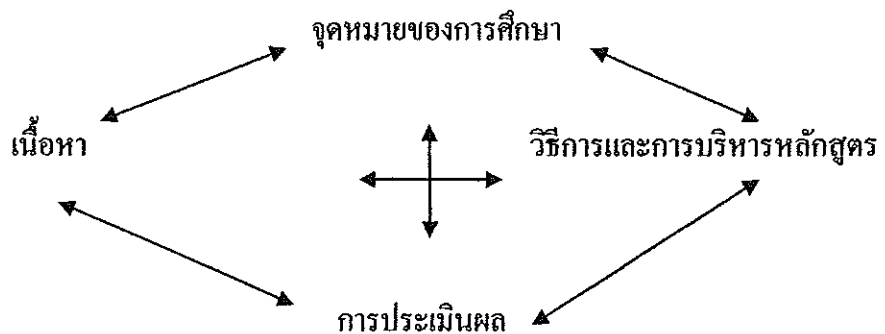 จุดหมายของการศึกษา
เนื้อหา
วิธีการและการบริหารหลักสูตร
การประเมินผล